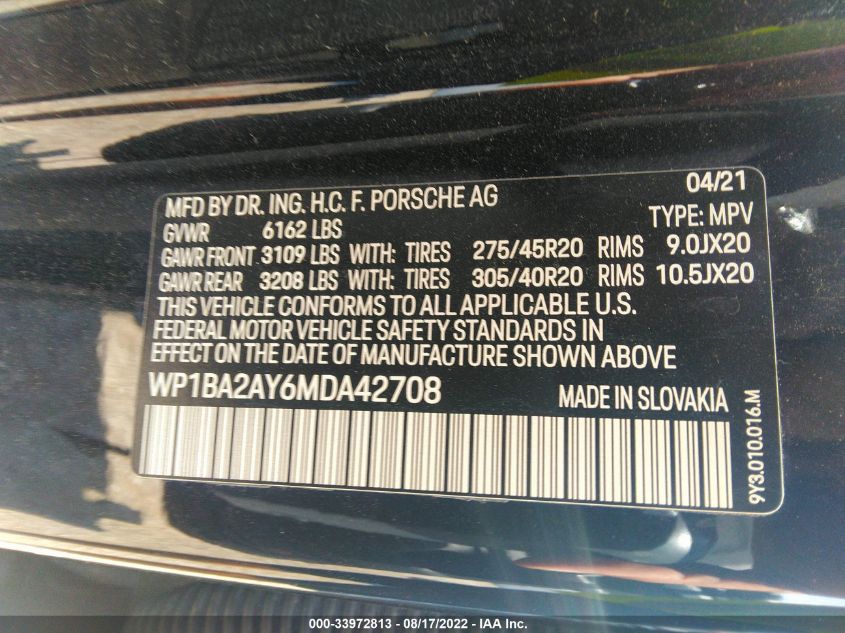 MFD BY DR. ING. H.C. F. PORSCHE AG 04/21
GVWR 6162 LBS TYPE: MPV
GAWR FRONT 3109 LBS WITH: TIRES 275/45R20 RIMS 9.0JX20
GAWR REAR 3208 LBS WITH: TIRES 305/40R20 RIMS 10.5JX20
THIS VEHICLE CONFORMS TO ALL APPLICABLE U.S.
FEDERAL MOTOR VEHICLE SAFETY STANDARDS IN
EFFECT ON THE DATE OF MANUFACTURE SHOWN ABOVE
WP1BA2AY6MDA42708 MADE IN SLOVAKIA
9Y3.010.016.M
000-33972813 - 08/17/2022 - IAA Inc.